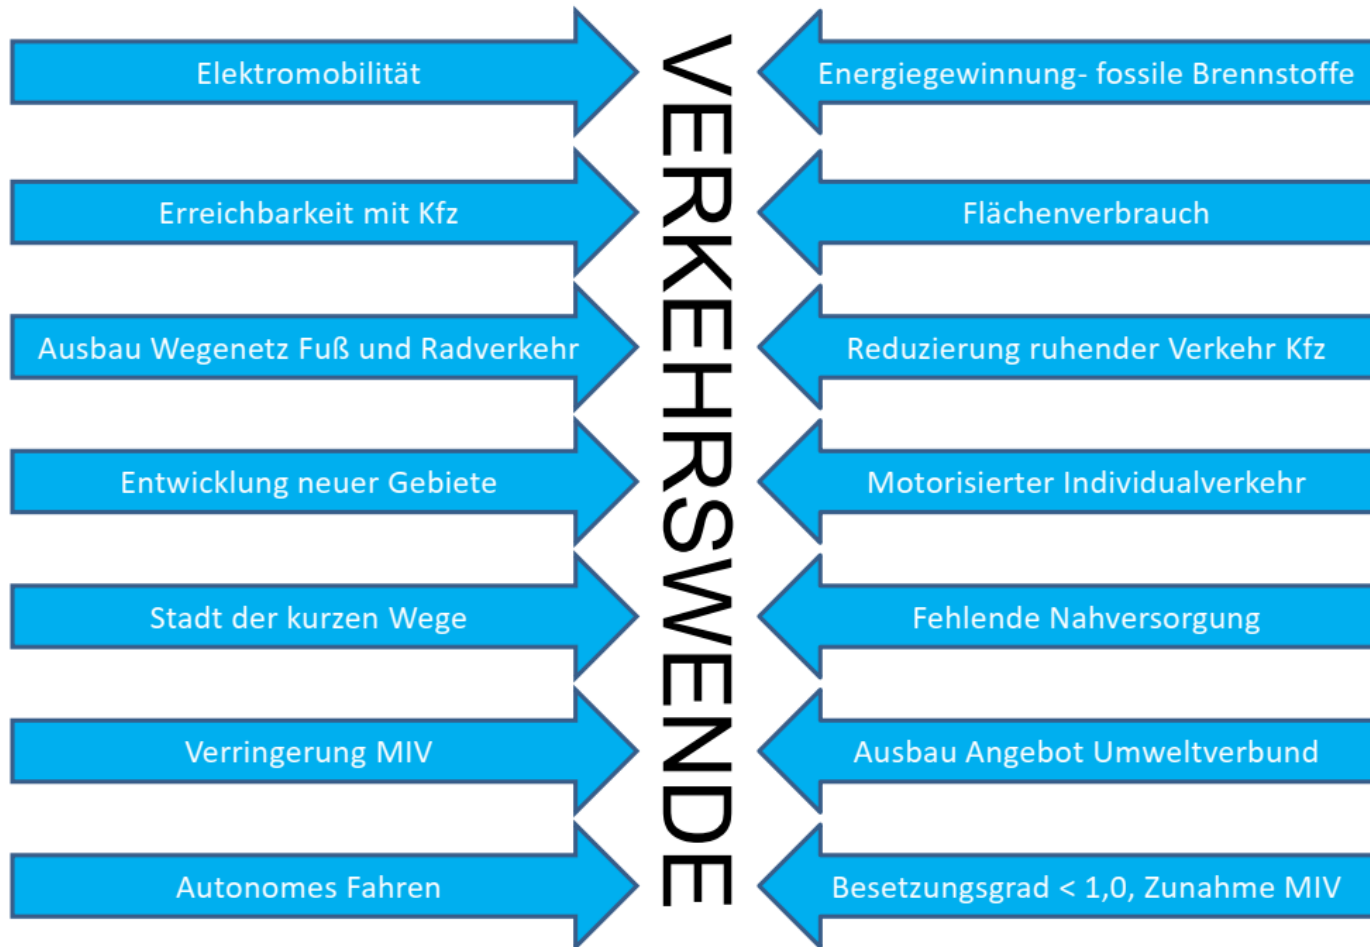 Elektromobilität
Energiegewinnung- fossile Brennstoffe
Erreichbarkeit mit Kfz
Flächenverbrauch
Ausbau Wegenetz Fuß und Radverkehr
Reduzierung ruhender Verkehr Kfz
Entwicklung neuer Gebiete
Motorisierter Individualverkehr
Stadt der kurzen Wege
Fehlende Nahversorgung
Verringerung MIV
Ausbau Angebot Umweltverbund
Autonomes Fahren
Besetzungsgrad < 1,0, Zunahme MIV
VERKEHRSWENDE